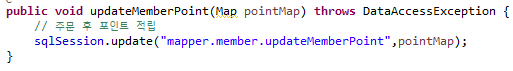 public void updateMemberPoint(Map pointMap) throws DataAccessException {
// 주문 후 포인트 적립
sqlSession.update("mapper.member.updateMemberPoint",pointMap);
}